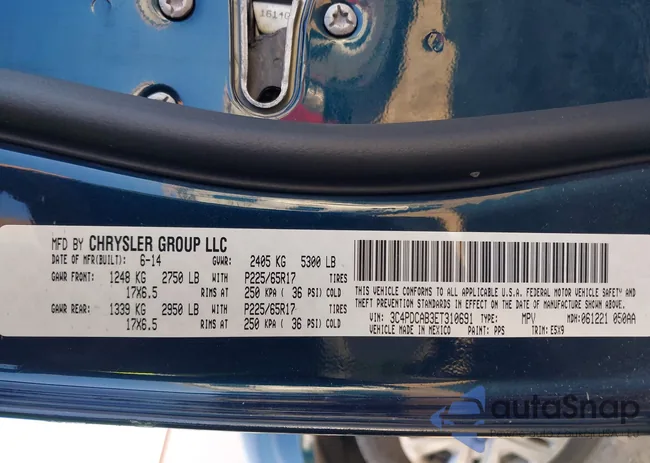 16140
MFD BY CHRYSLER GROUP LLC
DATE OF MFR(BUILT): 6-14 GVWR: 2405 KG 5300 LB
GAWR FRONT: 1248 KG 2750 LB WITH P225/65R17 TIRES
17X6.5 RIMS AT 250 KPA ( 36 PSI) COLD
GAWR REAR: 1339 KG 2950 LB WITH P225/65R17 TIRES
17X6.5 RIMS AT 250 KPA ( 36 PSI) COLD
THIS VEHICLE CONFORMS TO ALL APPLICABLE U.S.A. FEDERAL MOTOR VEHICLE SAFETY AND
THEFT PREVENTION STANDARDS IN EFFECT ON THE DATE OF MANUFACTURE SHOWN ABOVE.
VIN: 3C4PDCAB3ET310691 TYPE: MPV MDH:061221 050AA
VEHICLE MADE IN MEXICO PAINT: PPS TRIM: E5X9
autoSnap